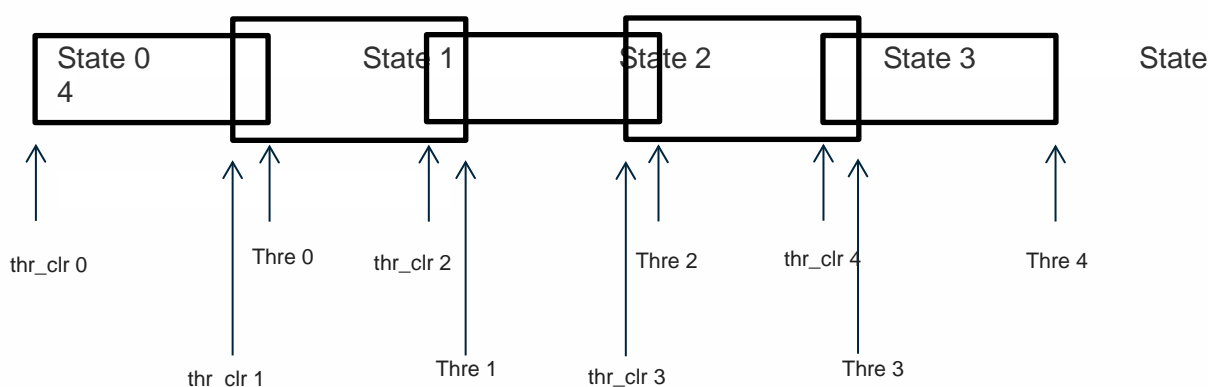 State 0 State 1 State 2 State 3 State
4
thr_clr 0 Thre 0 thr_clr 2 Thre 2 thr_clr 4 Thre 4
thr_clr 1 Thre 1 thr_clr 3 Thre 3